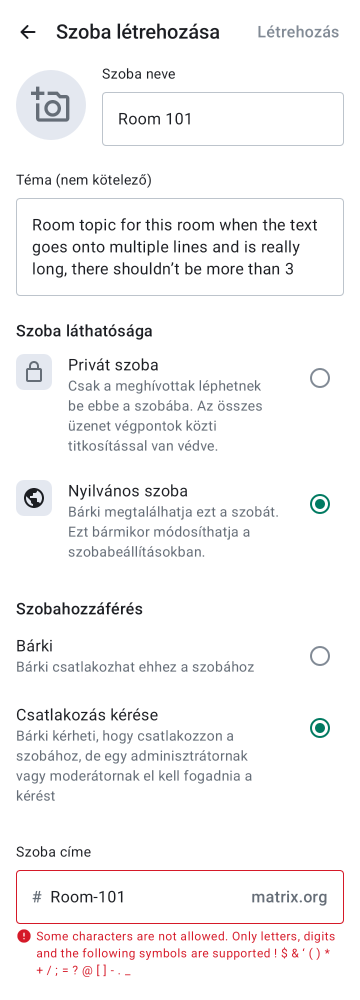 Szoba létrehozása
Létrehozás
Szoba neve
Room 101
Téma (nem kötelező)
Room topic for this room when the text
goes onto multiple lines and is really
long, there shouldn’t be more than 3
Szoba láthatósága
Privát szoba
Csak a meghívottak léphetnek
be ebbe a szobába. Az összes
üzenet végpontok közti
titkosítással van védve.
Nyilvános szoba
Bárki megtalálhatja ezt a szobát.
Ezt bármikor módosíthatja a
szobabeállításokban.
Szobahozzáférés
Bárki
Bárki csatlakozhat ehhez a szobához
Csatlakozás kérése
Bárki kérheti, hogy csatlakozzon a
szobához, de egy adminisztrátornak
vagy moderátornak el kell fogadnia a
kérést
Szoba címe
# Room-101 matrix.org
Some characters are not allowed. Only letters, digits
and the following symbols are supported ! $ & ‘ ( ) *
+ / ; = ? @ [ ] - . _